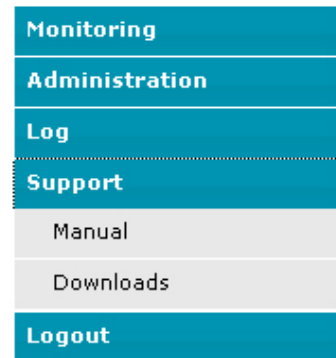 Monitoring
Administration
Log
Support
Manual
Downloads
Logout